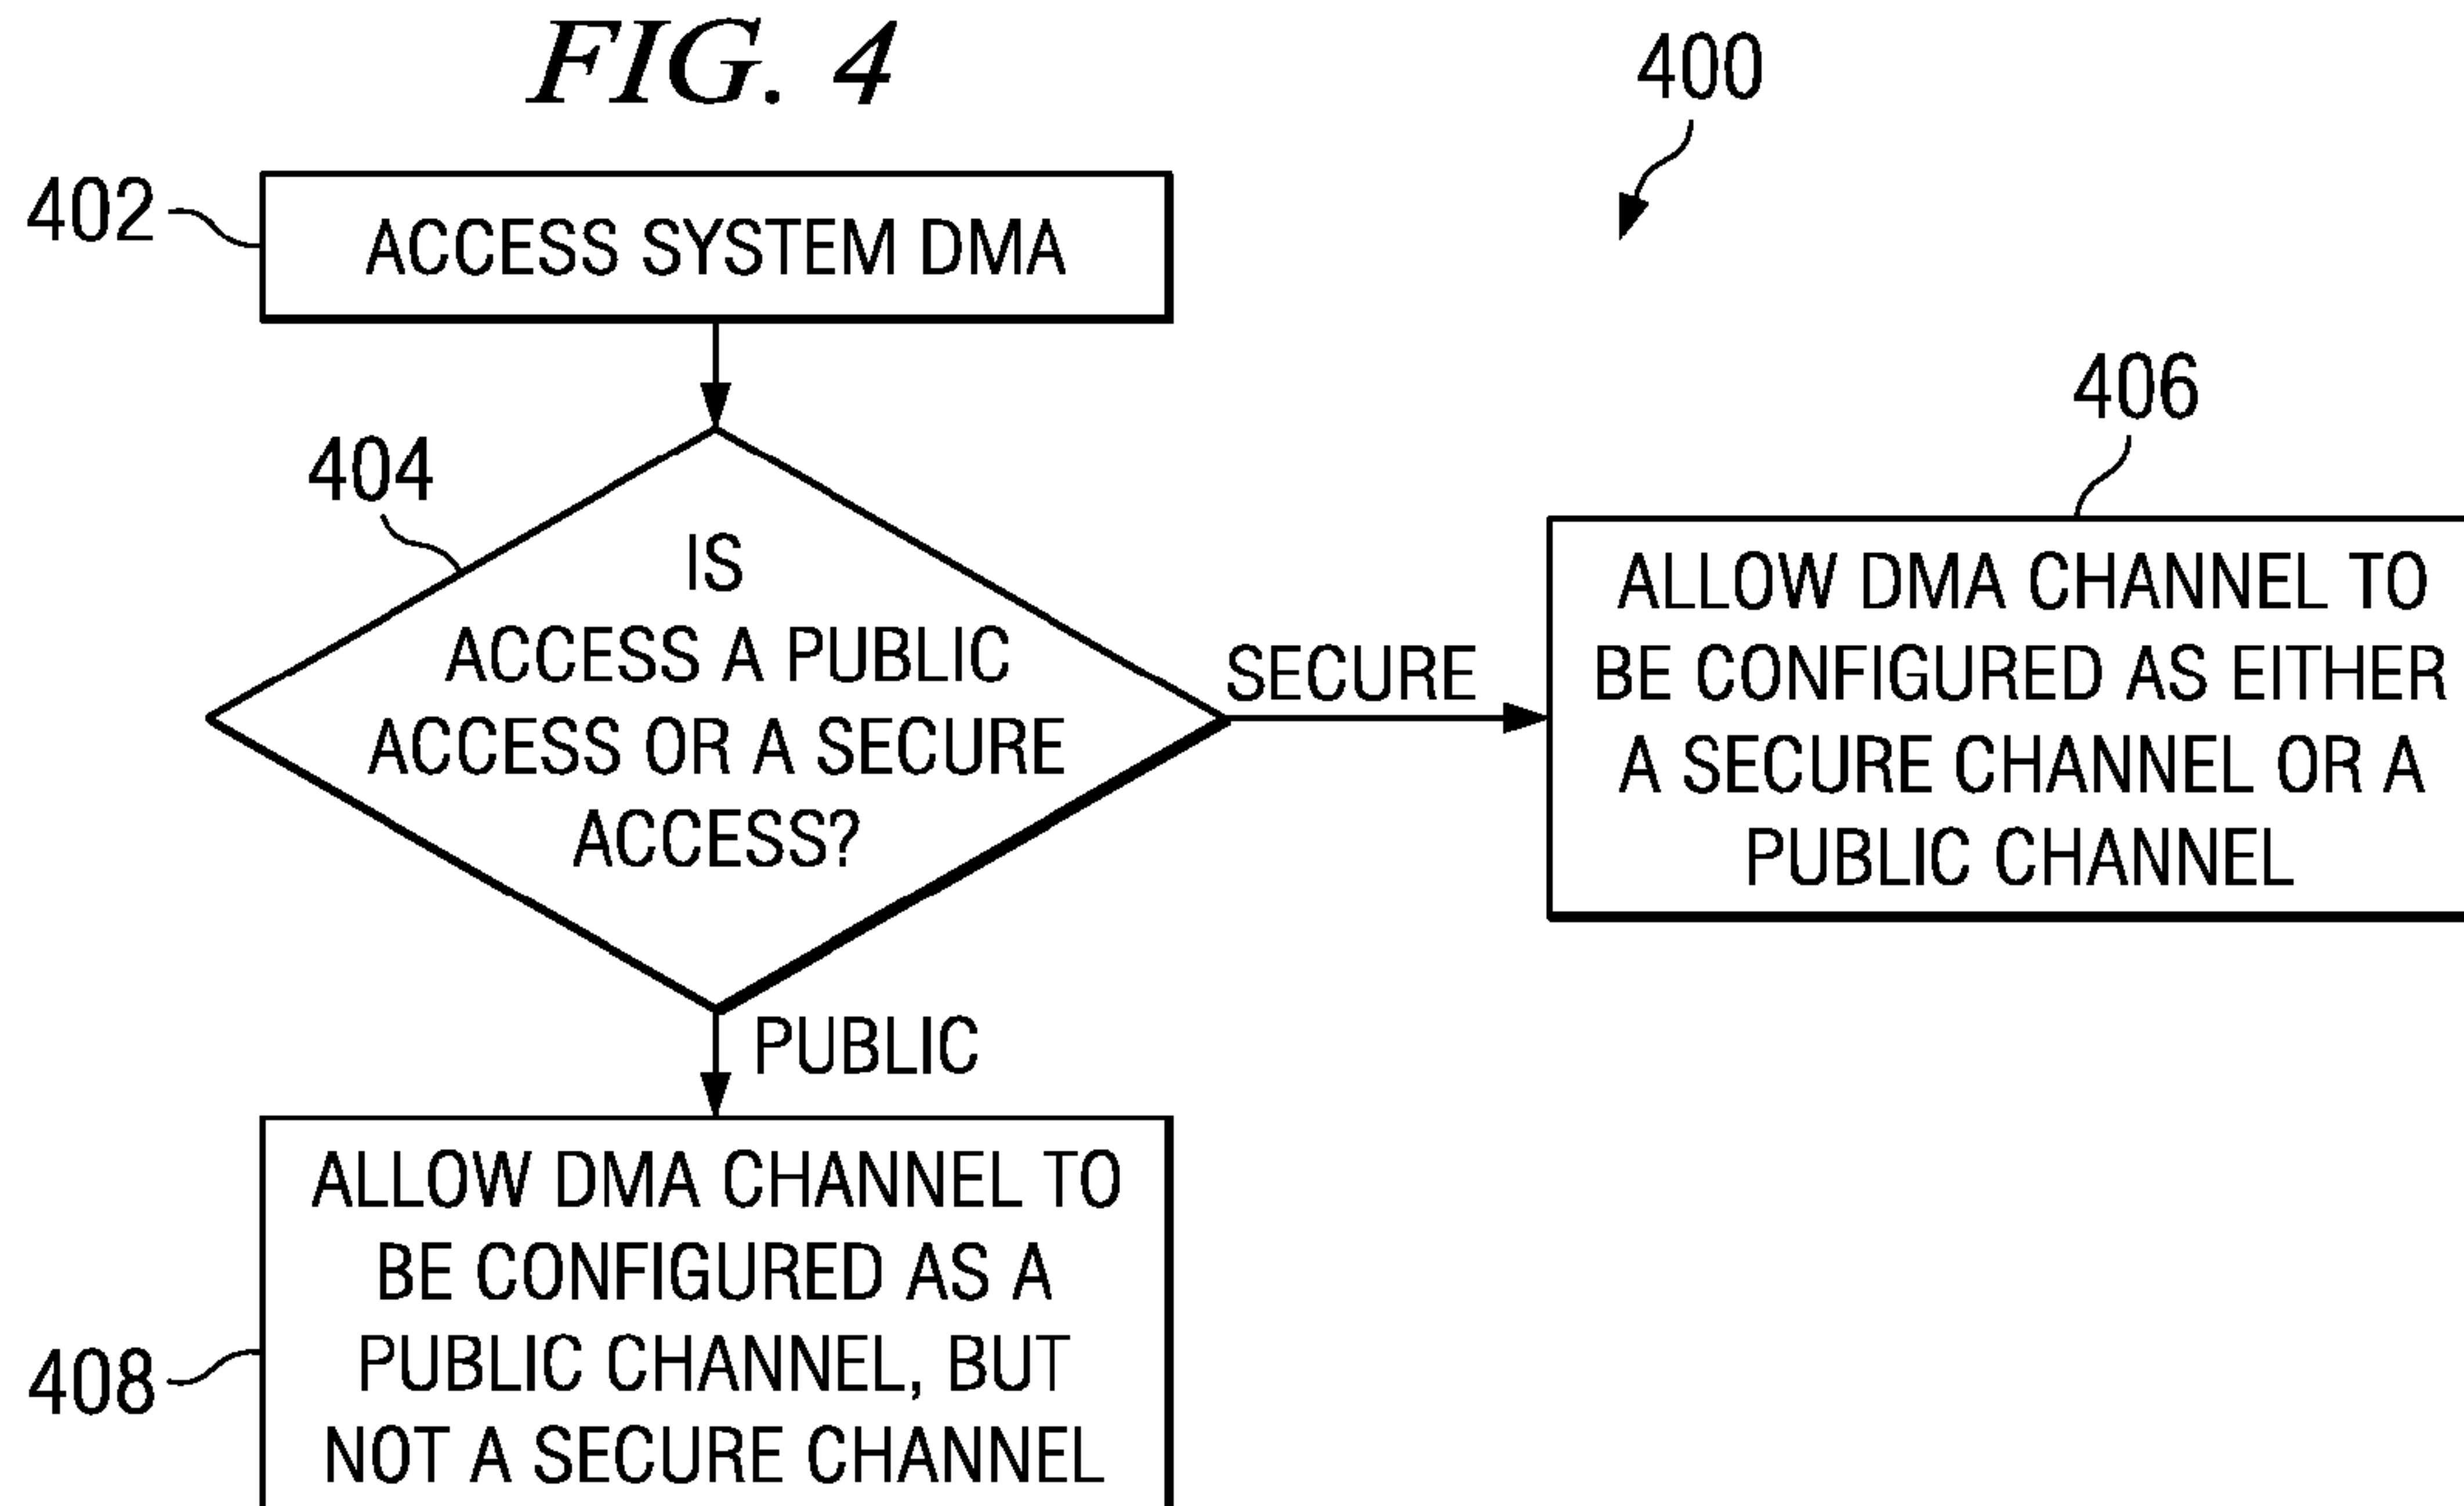 FIG. 4
400
402
ACCESS SYSTEM DMA
404
IS
ACCESS A PUBLIC
ACCESS OR A SECURE
ACCESS?
SECURE
406
ALLOW DMA CHANNEL TO
BE CONFIGURED AS EITHER
A SECURE CHANNEL OR A
PUBLIC CHANNEL
PUBLIC
408
ALLOW DMA CHANNEL TO
BE CONFIGURED AS A
PUBLIC CHANNEL, BUT
NOT A SECURE CHANNEL